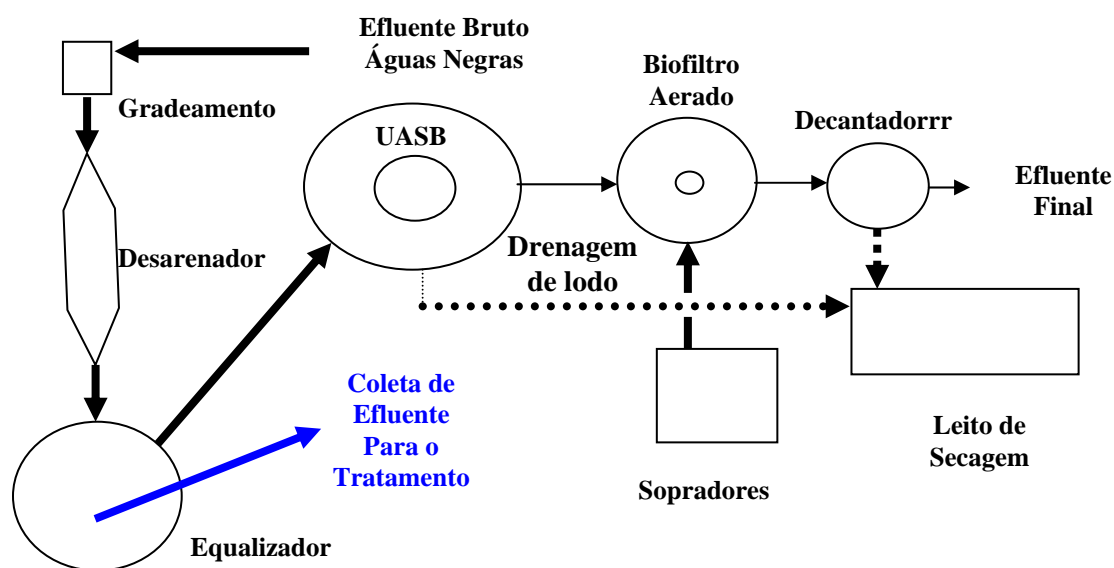 Efluente Bruto
Águas Negras
Gradeamento
UASB
Biofiltro
Aerado
Decantadorrr
Efluente
Final
Desarenador
Drenagem
de lodo
Coleta de
Efluente
Para o
Tratamento
Leito de
Secagem
Sopradores
Equalizador